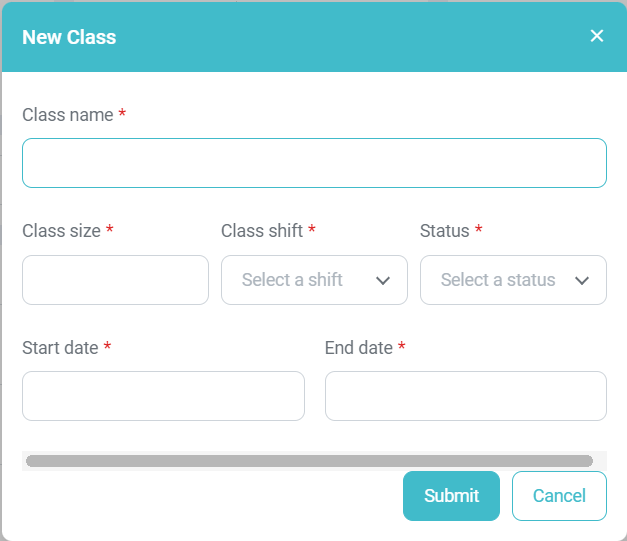 New Class
Class name *
Class size * Class shift * Status *
Select a shift Select a status
Start date * End date *
Submit Cancel